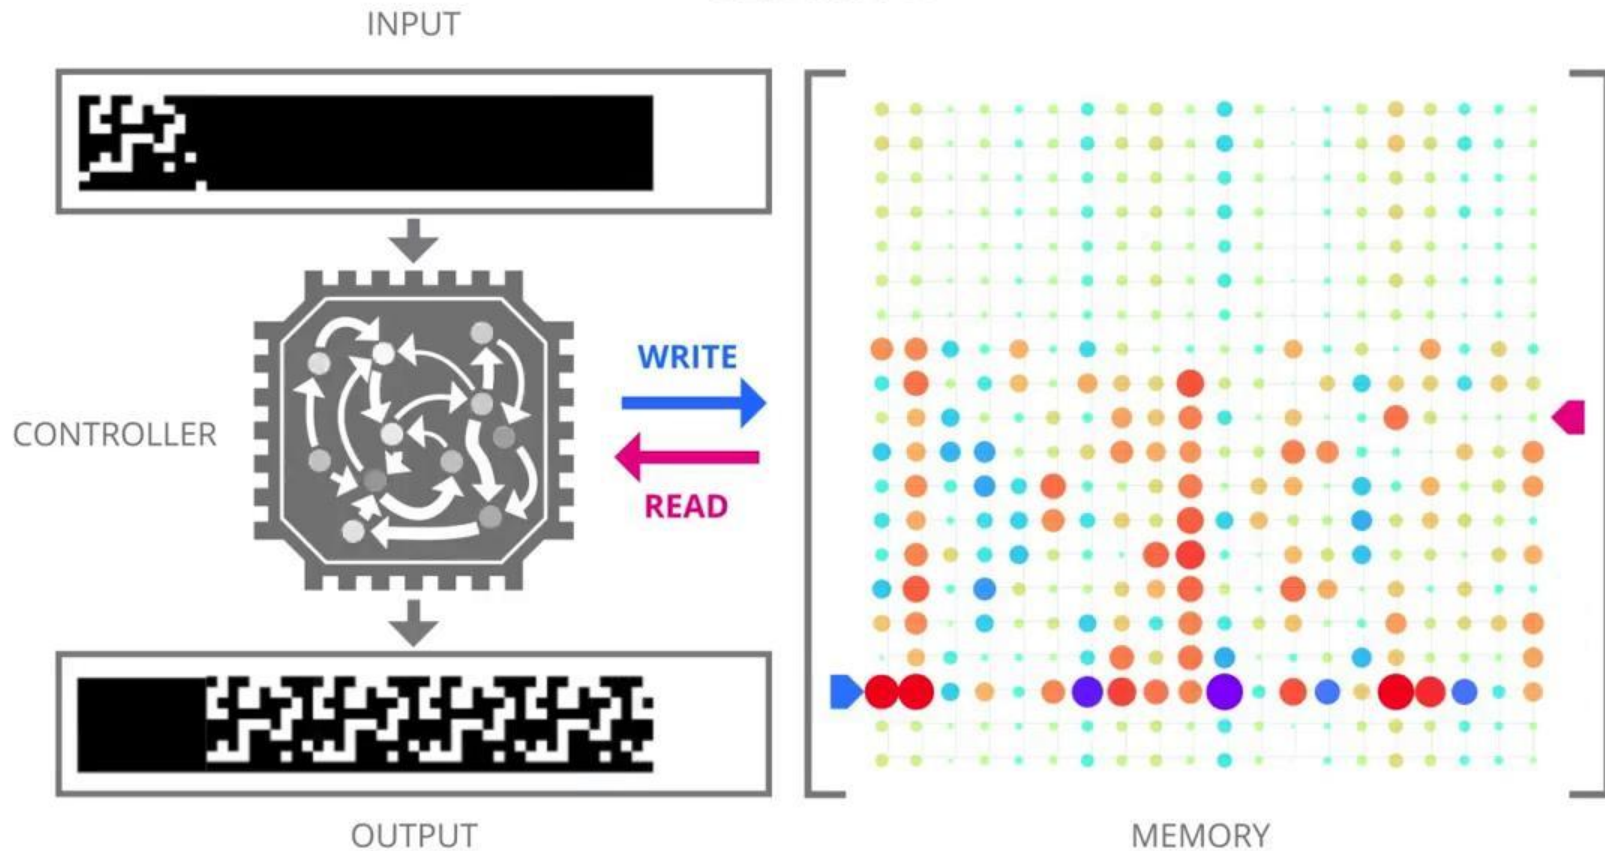 INPUT
WRITE
CONTROLLER
READ
OUTPUT
MEMORY